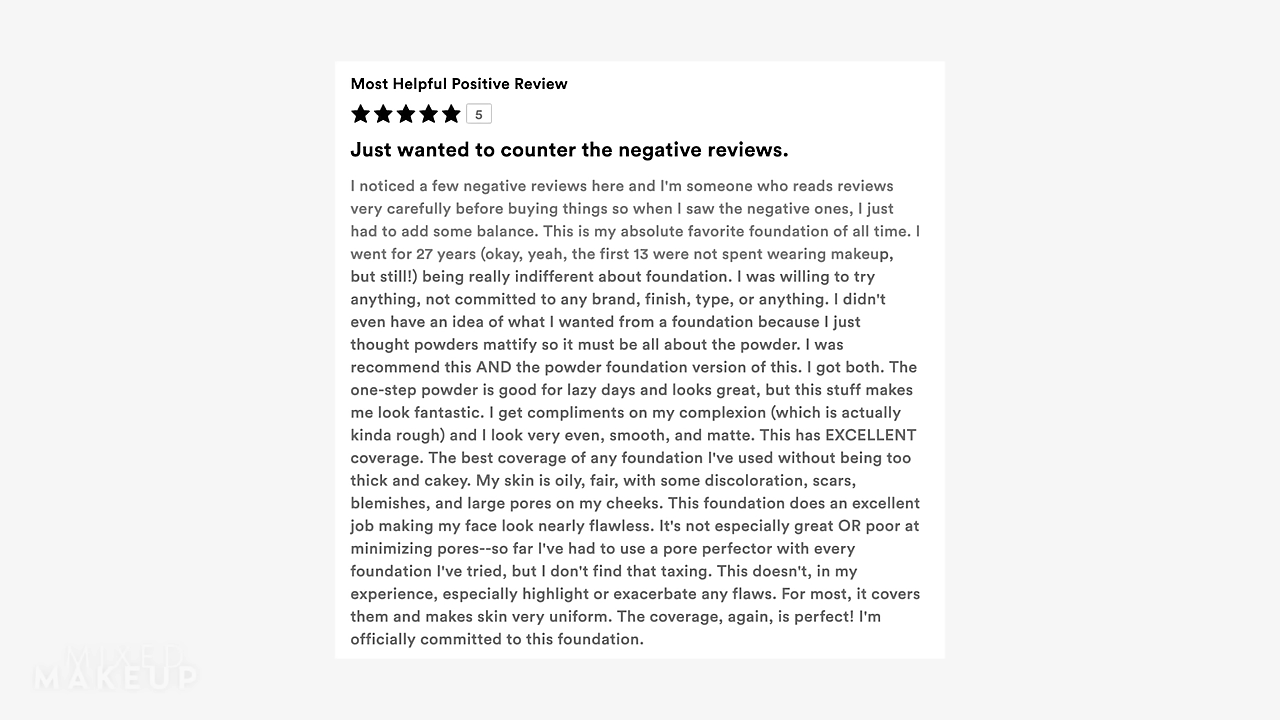 Most Helpful Positive Review
5
Just wanted to counter the negative reviews.
I noticed a few negative reviews here and I'm someone who reads reviews
very carefully before buying things so when I saw the negative ones, I just
had to add some balance. This is my absolute favorite foundation of all time. I
went for 27 years (okay, yeah, the first 13 were not spent wearing makeup,
but still!) being really indifferent about foundation. I was willing to try
anything, not committed to any brand, finish, type, or anything. I didn't
even have an idea of what I wanted from a foundation because I just
thought powders mattify so it must be all about the powder. I was
recommend this AND the powder foundation version of this. I got both. The
one-step powder is good for lazy days and looks great, but this stuff makes
me look fantastic. I get compliments on my complexion (which is actually
kinda rough) and I look very even, smooth, and matte. This has EXCELLENT
coverage. The best coverage of any foundation I've used without being too
thick and cakey. My skin is oily, fair, with some discoloration, scars,
blemishes, and large pores on my cheeks. This foundation does an excellent
job making my face look nearly flawless. It's not especially great OR poor at
minimizing pores--so far I've had to use a pore perfector with every
foundation I've tried, but I don't find that taxing. This doesn't, in my
experience, especially highlight or exacerbate any flaws. For most, it covers
them and makes skin very uniform. The coverage, again, is perfect! I'm
officially committed to this foundation.
MIXED
MAKEUP